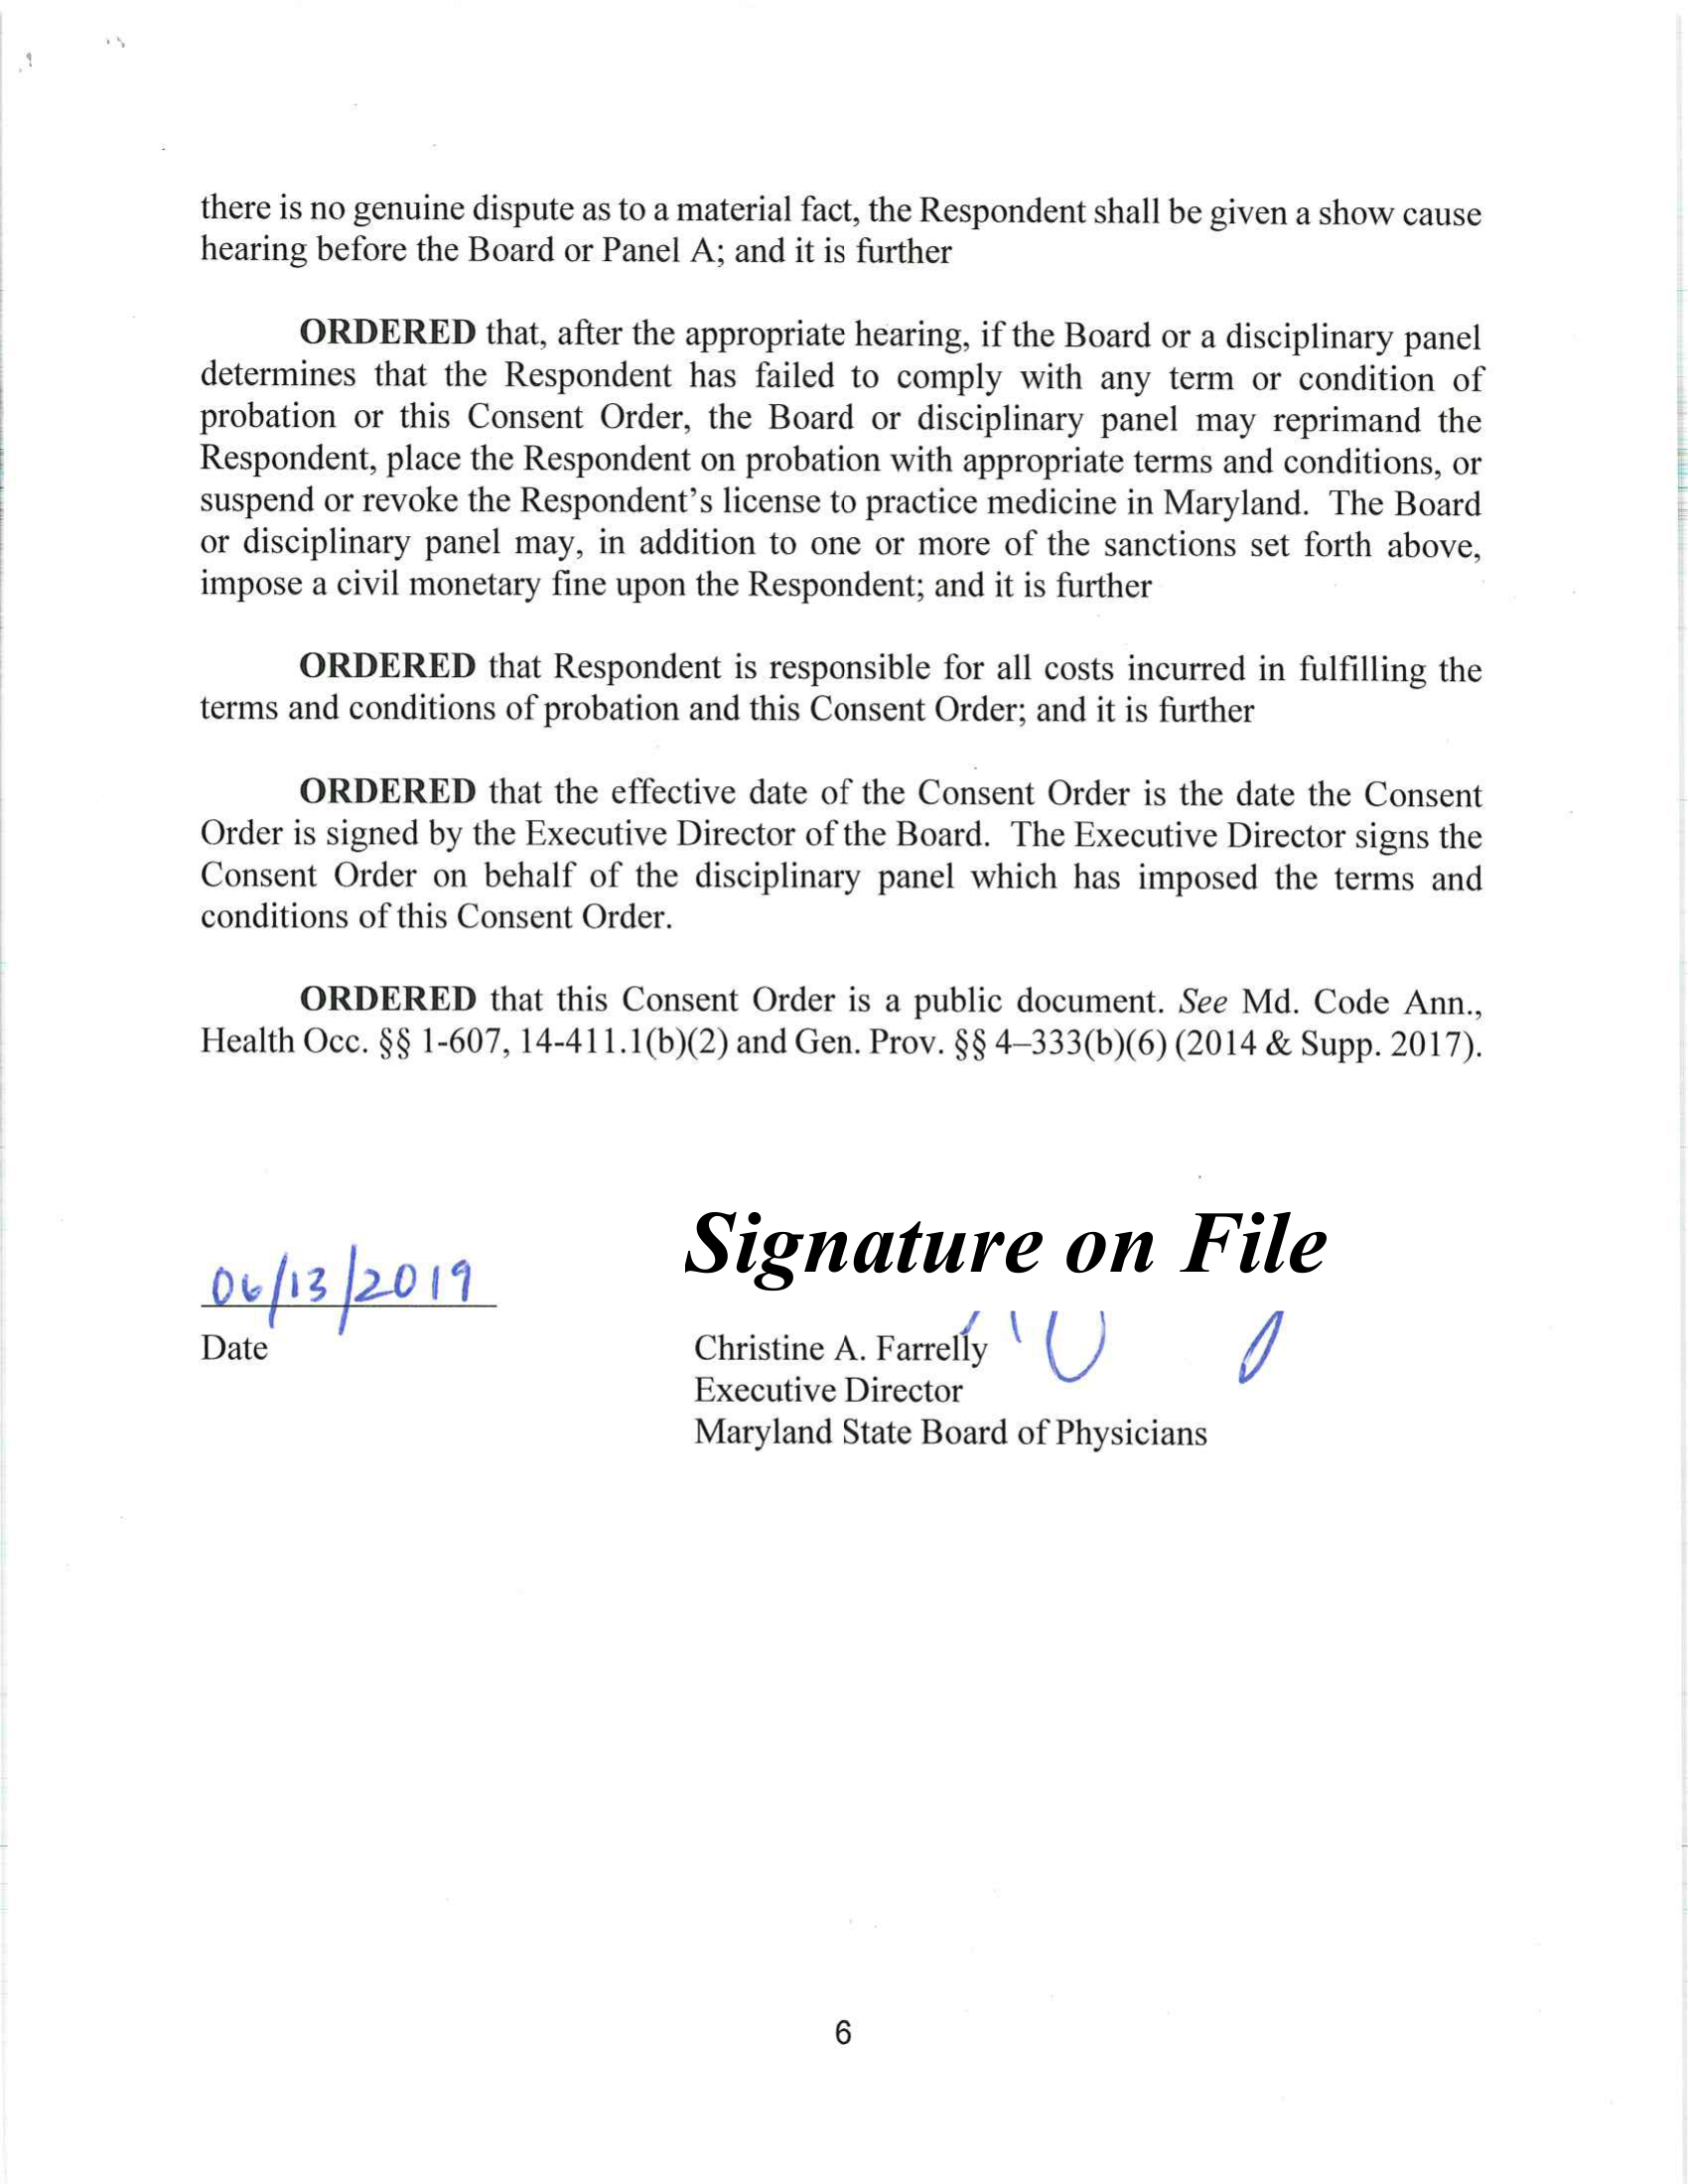 there is no genuine dispute as to a material fact, the Respondent shall be given a show cause
hearing before the Board or Panel A; and it is further
ORDERED that, after the appropriate hearing, if the Board or a disciplinary panel
determines that the Respondent has failed to comply with any term or condition of
probation or this Consent Order, the Board or disciplinary panel may reprimand the
Respondent, place the Respondent on probation with appropriate terms and conditions, or
suspend or revoke the Respondent's license to practice medicine in Maryland. The Board
or disciplinary panel may, in addition to one or more of the sanctions set forth above,
impose a civil monetary fine upon the Respondent; and it is further
ORDERED that Respondent is responsible for all costs incurred in fulfilling the
terms and conditions of probation and this Consent Order; and it is further
ORDERED that the effective date of the Consent Order is the date the Consent
Order is signed by the Executive Director of the Board. The Executive Director signs the
Consent Order on behalf of the disciplinary panel which has imposed the terms and
conditions of this Consent Order.
ORDERED that this Consent Order is a public document. See Md. Code Ann.,
Health Occ. §§ 1-607, 14-411.1(b)(2) and Gen. Prov. §§ 4–333(b)(6) (2014 & Supp. 2017).
06/13/2019
Date
Signature on File
Christine A. Farrelly
Executive Director
Maryland State Board of Physicians
6